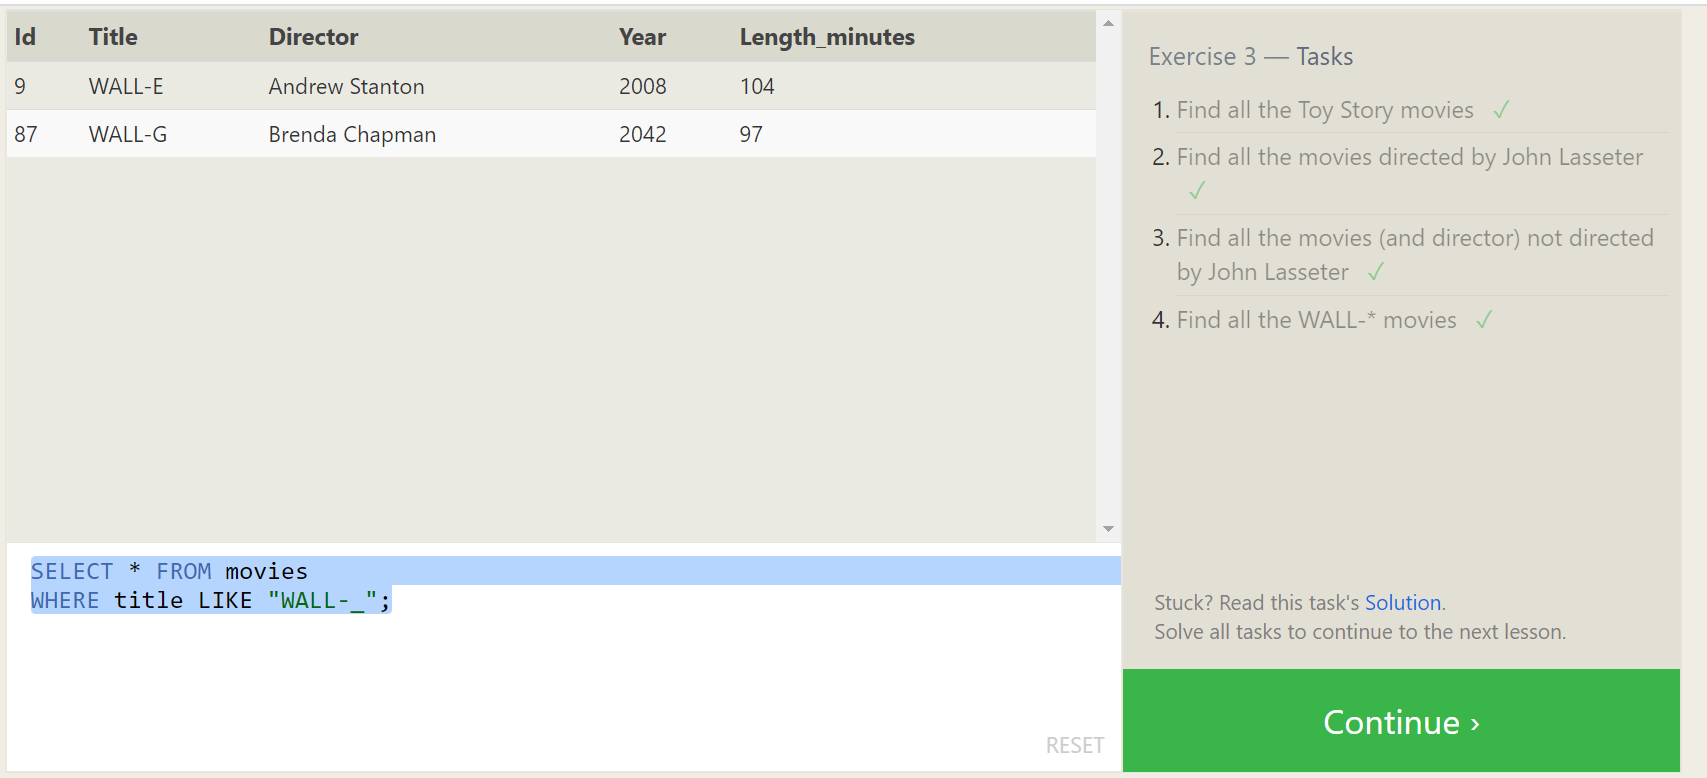 Id Title Director Year Length_minutes
9 WALL-E Andrew Stanton 2008 104
87 WALL-G Brenda Chapman 2042 97
SELECT * FROM movies
WHERE title LIKE "WALL-_";
RESET
Exercise 3 — Tasks
1. Find all the Toy Story movies ✓
2. Find all the movies directed by John Lasseter
✓
3. Find all the movies (and director) not directed
by John Lasseter ✓
4. Find all the WALL-* movies ✓
Stuck? Read this task's Solution.
Solve all tasks to continue to the next lesson.
Continue ›